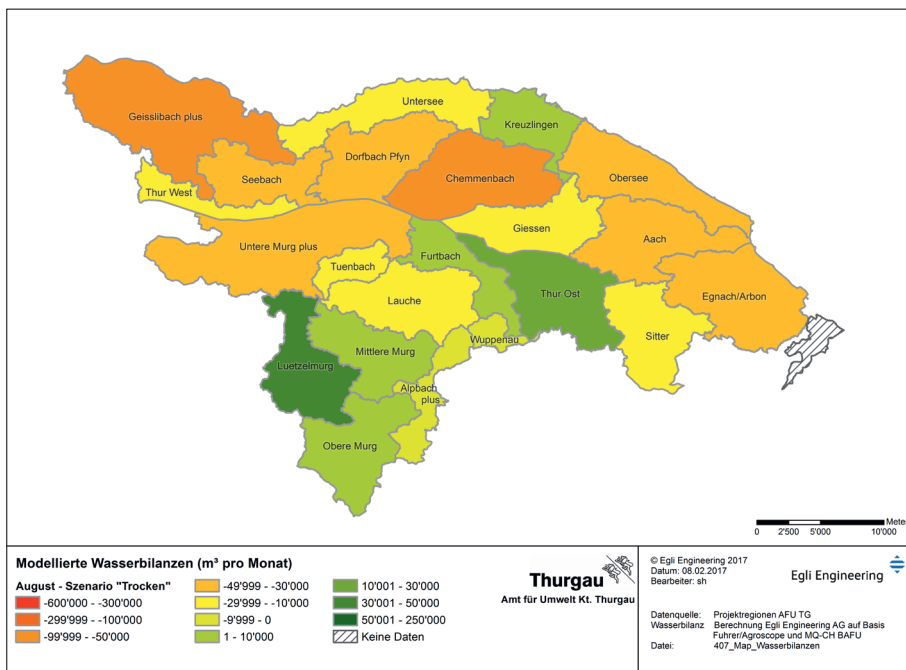 Geisslibach plus
Untersee
Kreuzlingen
Dorfbach Pfyn
Seebach
Chemmenbach
Obersee
Thur West
Giessen
Aach
Untere Murg plus
Furtbach
Tuenbach
Thur Ost
Egnach/Arbon
Lauche
Sitter
Wuppenau
Mittlere Murg
Luetzelmurg
Alpbach
plus
Obere Murg
Meter
0 2'500 5'000 10'000
Modellierte Wasserbilanzen (m³ pro Monat)
August - Szenario "Trocken"
-600'000 - -300'000
-299'999 - -100'000
-99'999 - -50'000
-49'999 - -30'000
-29'999 - -10'000
-9'999 - 0
1 - 10'000
10'001 - 30'000
30'001 - 50'000
50'001 - 250'000
Keine Daten
Thurgau
Amt für Umwelt Kt. Thurgau
© Egli Engineering 2017
Datum: 08.02.2017
Bearbeiter: sh
Egli Engineering
Datenquelle: Projektregionen AFU TG
Wasserbilanz Berechnung Egli Engineering AG auf Basis
Fuhrer/Agroscope und MQ-CH BAFU
Datei: 407_Map_Wasserbilanzen